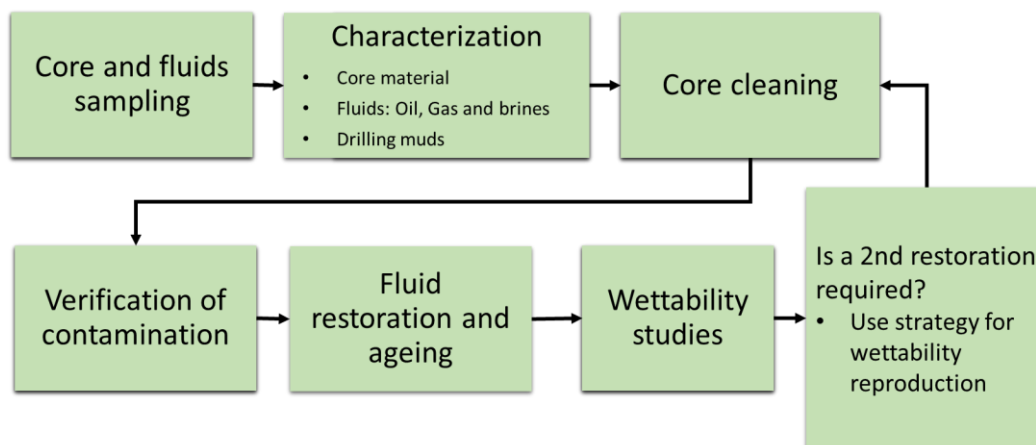 Core and fluids
sampling
Characterization
• Core material
• Fluids: Oil, Gas and brines
• Drilling muds
Core cleaning
Verification of
contamination
Fluid
restoration and
ageing
Wettability
studies
Is a 2nd restoration
required?
• Use strategy for
wettability
reproduction